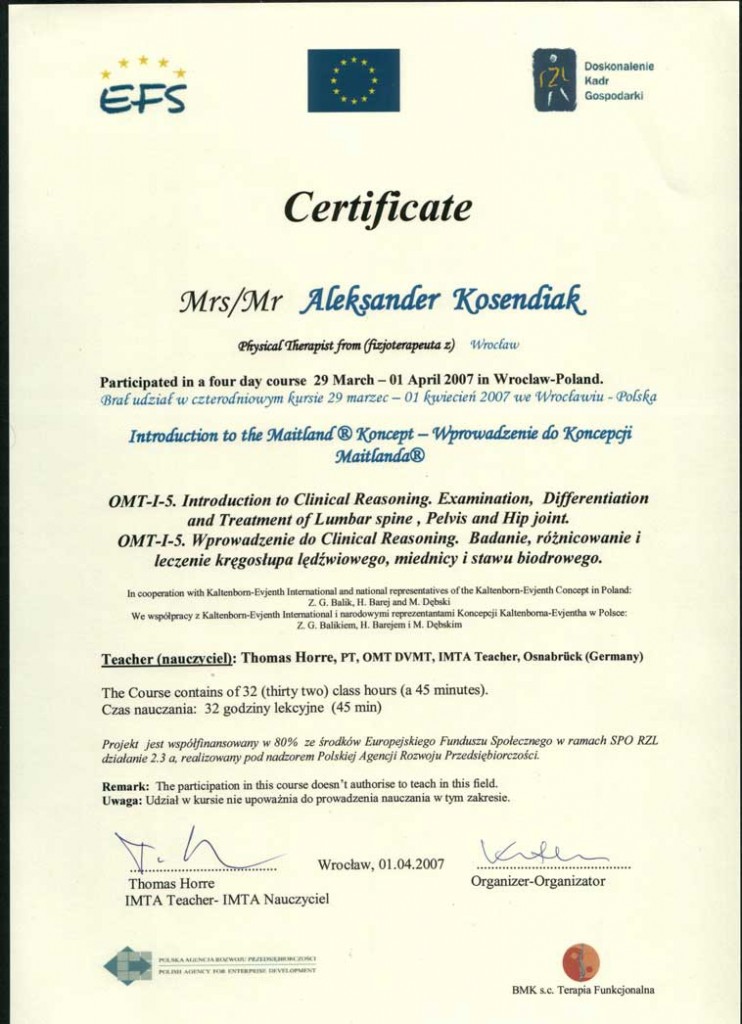 EFS
RZL
Doskonalenie
Kadr
Gospodarki
Certificate
Mrs/Mr Aleksander Kosendiak
Physical Therapist from (fizjoterapeuta z) Wrocław
Participated in a four day course 29 March – 01 April 2007 in Wroclaw-Poland.
Brał udział w czterodniowym kursie 29 marzec – 01 kwiecień 2007 we Wrocławiu - Polska
Introduction to the Maitland ® Koncept – Wprowadzenie do Koncepcji
Maitlanda®
OMT-I-5. Introduction to Clinical Reasoning. Examination, Differentiation
and Treatment of Lumbar spine , Pelvis and Hip joint.
OMT-I-5. Wprowadzenie do Clinical Reasoning. Badanie, różnicowanie i
leczenie kręgosłupa lędźwiowego, miednicy i stawu biodrowego.
In cooperation with Kaltenborn-Evjenth International and national representatives of the Kaltenborn-Evjenth Concept in Poland:
Z. G. Balik, H. Barej and M. Dębski
We współpracy z Kaltenborn-Evjenth International i narodowymi reprezentantami Koncepcji Kaltenborna-Evjentha w Polsce:
Z. G. Balikiem, H. Barejem i M. Dębskim
Teacher (nauczyciel): Thomas Horre, PT, OMT DVMT, IMTA Teacher, Osnabrück (Germany)
The Course contains of 32 (thirty two) class hours (a 45 minutes).
Czas nauczania: 32 godziny lekcyjne (45 min)
Projekt jest współfinansowany w 80% ze środków Europejskiego Funduszu Społecznego w ramach SPO RZL
działanie 2.3 a, realizowany pod nadzorem Polskiej Agencji Rozwoju Przedsiębiorczości.
Remark: The participation in this course doesn't authorise to teach in this field.
Uwaga: Udział w kursie nie upoważnia do prowadzenia nauczania w tym zakresie.
Wrocław, 01.04.2007
Thomas Horre
IMTA Teacher- IMTA Nauczyciel
Organizer-Organizator
POLSKA AGENCJA ROZWOJU PRZEDSIĘBIORCZOŚCI
POLISH AGENCY FOR ENTERPRISE DEVELOPMENT
BMK s.c. Terapia Funkcjonalna